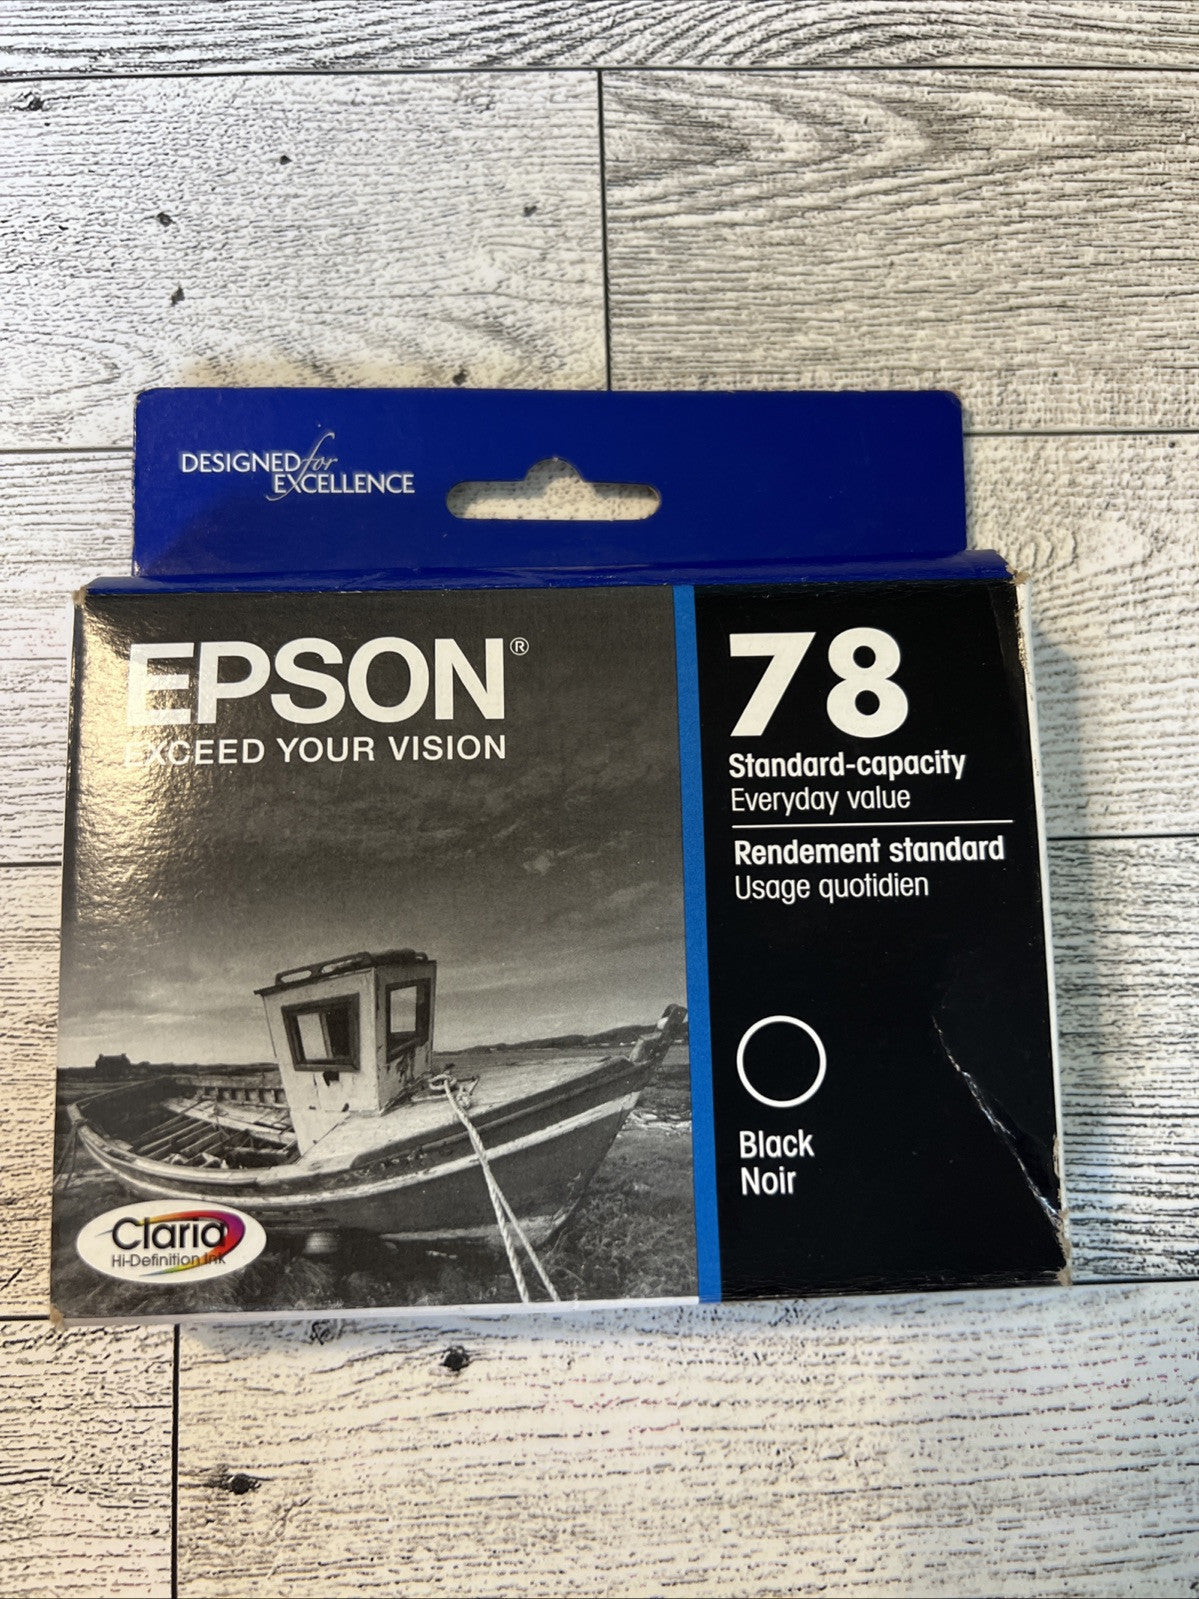 DESIGNED for
EXCELLENCE
EPSON®
EXCEED YOUR VISION
78
Standard-capacity
Everyday value
Rendement standard
Usage quotidien
Black
Noir
Claria
Hi-Definition Ink